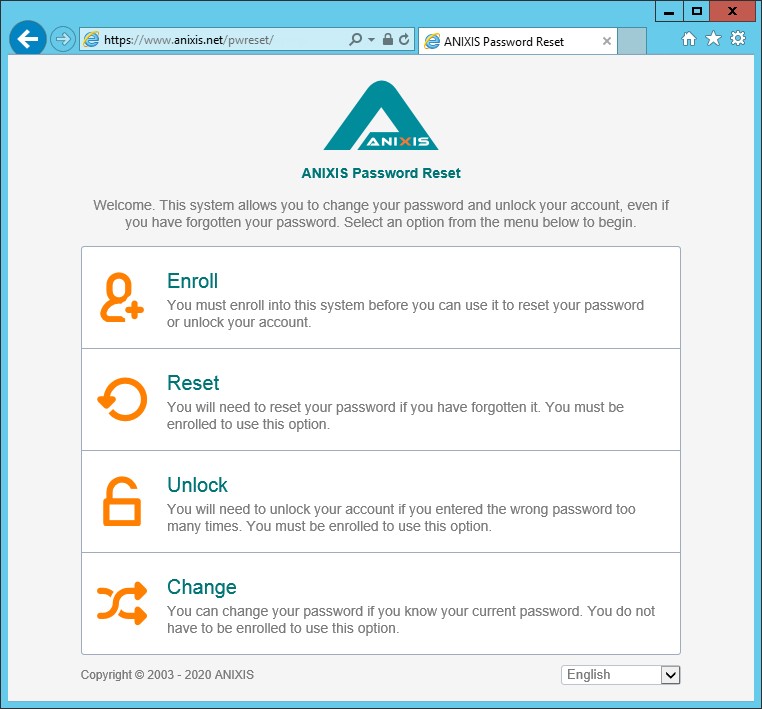 https://www.anixis.net/pwreset/
ANIXIS Password Reset
ANIXIS
ANIXIS Password Reset
Welcome. This system allows you to change your password and unlock your account, even if
you have forgotten your password. Select an option from the menu below to begin.
Enroll
You must enroll into this system before you can use it to reset your password
or unlock your account.
Reset
You will need to reset your password if you have forgotten it. You must be
enrolled to use this option.
Unlock
You will need to unlock your account if you entered the wrong password too
many times. You must be enrolled to use this option.
Change
You can change your password if you know your current password. You do not
have to be enrolled to use this option.
Copyright © 2003 - 2020 ANIXIS
English